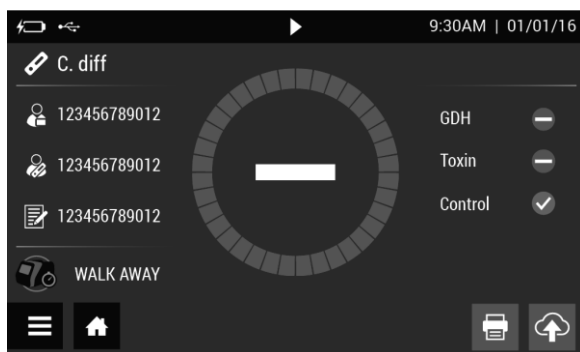 9:30AM | 01/01/16
C. diff
123456789012
123456789012
123456789012
WALK AWAY
GDH
Toxin
Control